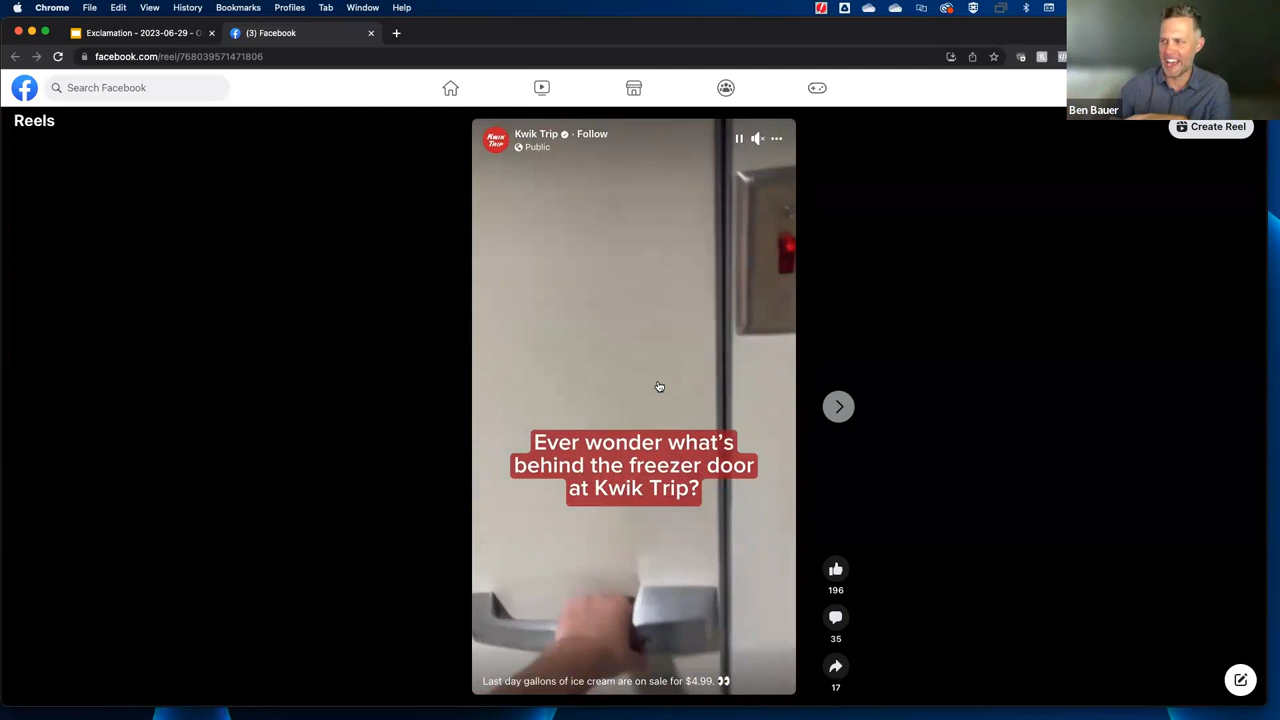 Chrome File Edit View History Bookmarks Profiles Tab Window Help
Exclamation - 2023-06-29 - O
(3) Facebook
facebook.com/reel/768039571471806
Search Facebook
Ben Bauer
Reels
Create Reel
KWIK
TRIP
Kwik Trip · Follow
Public
Ever wonder what's
behind the freezer door
at Kwik Trip?
196
35
17
Last day gallons of ice cream are on sale for $4.99. 👀